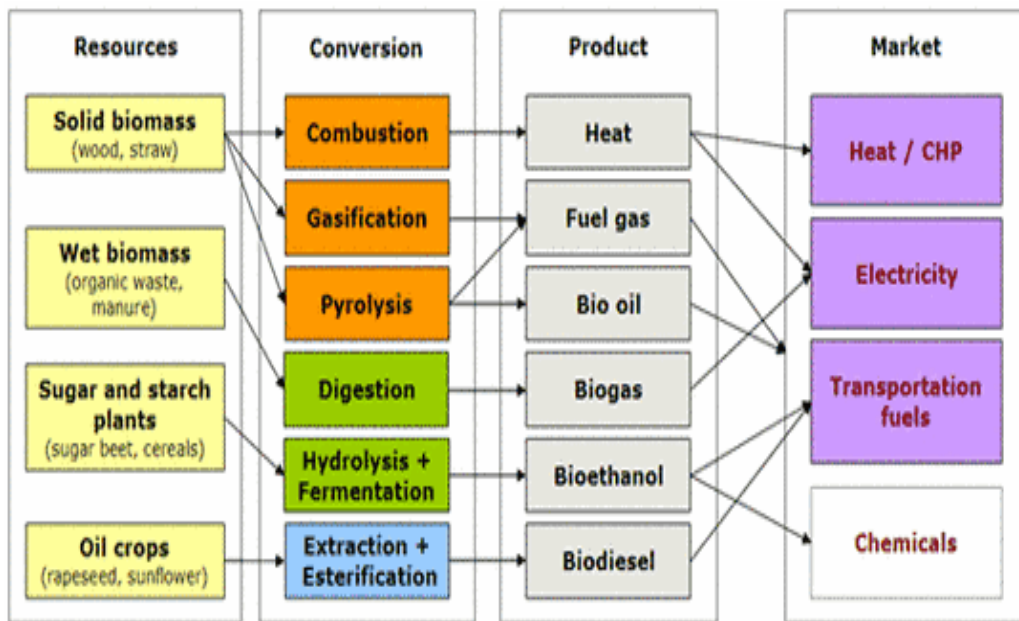 Resources
Solid biomass
(wood, straw)
Wet biomass
(organic waste,
manure)
Sugar and starch
plants
(sugar beet, cereals)
Oil crops
(rapeseed, sunflower)
Conversion
Combustion
Gasification
Pyrolysis
Digestion
Hydrolysis +
Fermentation
Extraction +
Esterification
Product
Heat
Fuel gas
Bio oil
Biogas
Bioethanol
Biodiesel
Market
Heat / CHP
Electricity
Transportation
fuels
Chemicals